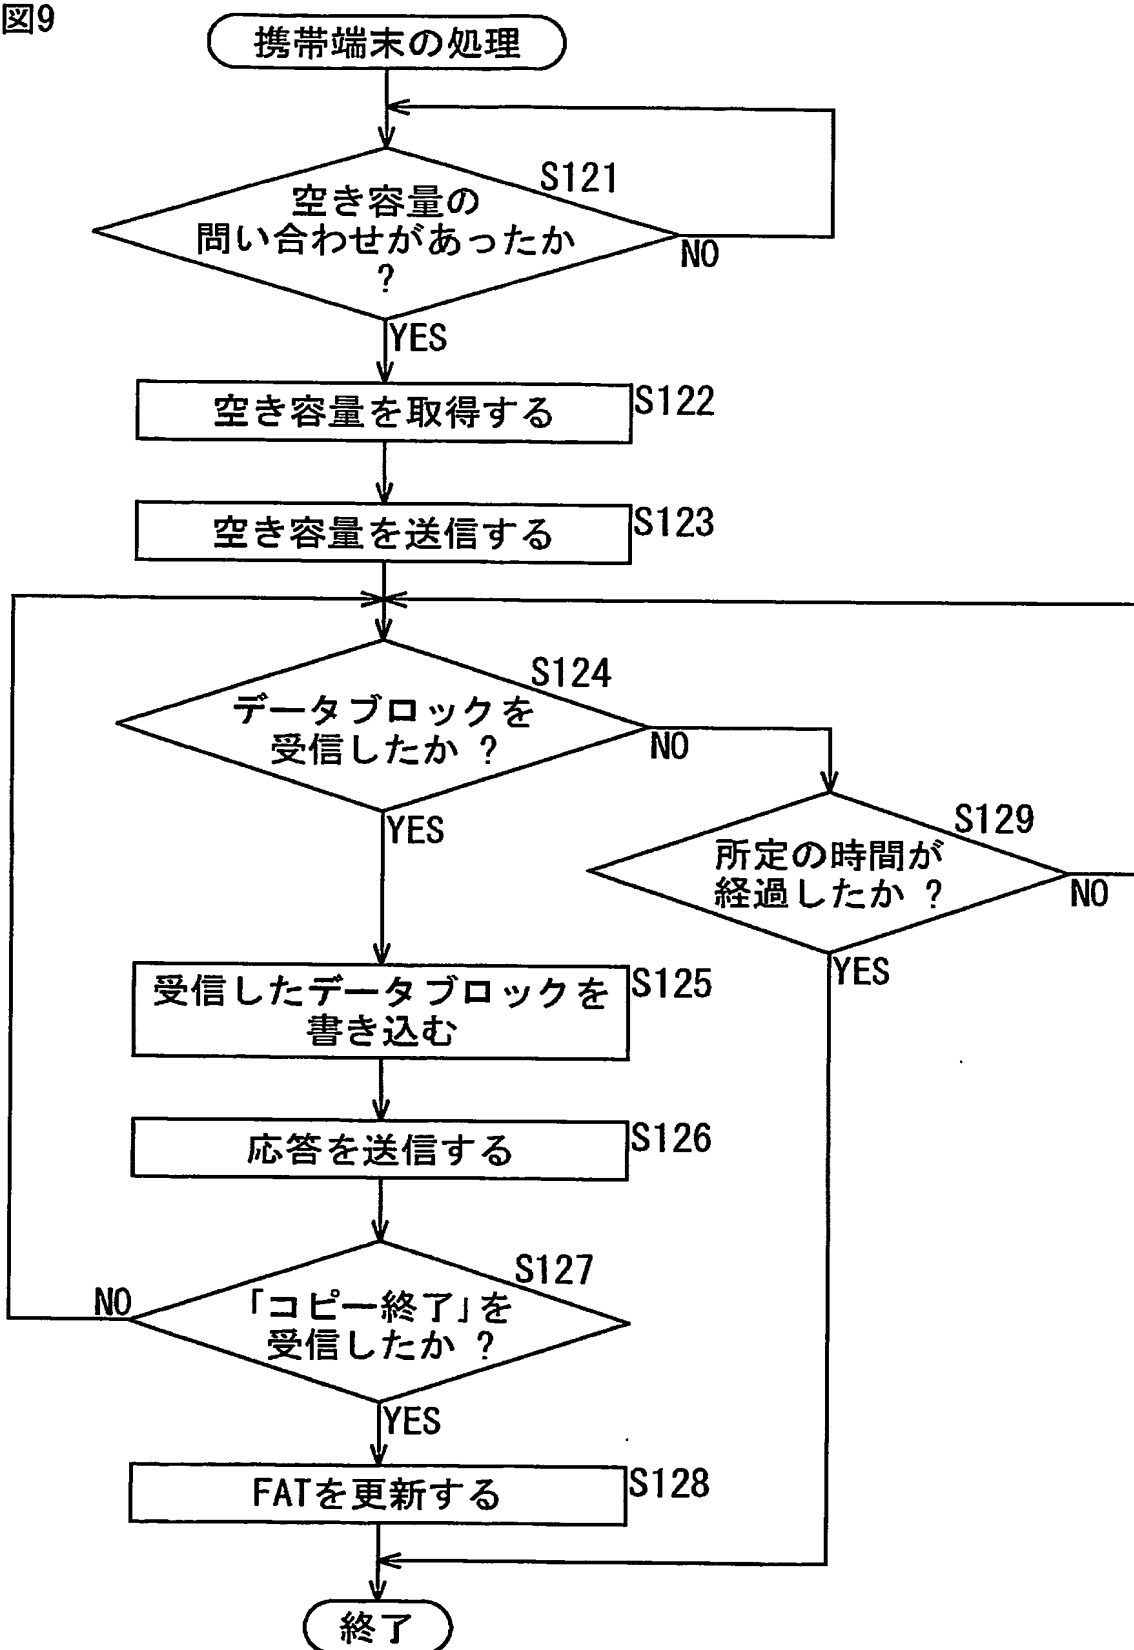 図9
携帯端末の処理
S121
空き容量の
問い合わせがあったか
?
NO
YES
空き容量を取得する
S122
空き容量を送信する
S123
S124
データブロックを
受信したか ?
NO
YES
S129
所定の時間が
経過したか ?
NO
YES
受信したデータブロックを
書き込む
S125
応答を送信する
S126
S127
「コピー終了」を
受信したか ?
NO
YES
FATを更新する
S128
終了